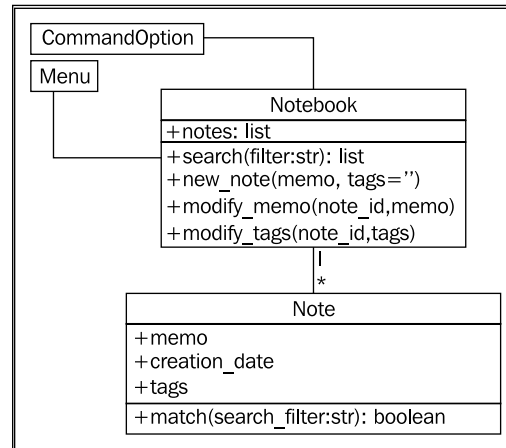 CommandOption
Menu
Notebook
+notes: list
+search(filter:str): list
+new_note(memo, tags='')
+modify_memo(note_id,memo)
+modify_tags(note_id,tags)
I
*
Note
+memo
+creation_date
+tags
+match(search_filter:str): boolean